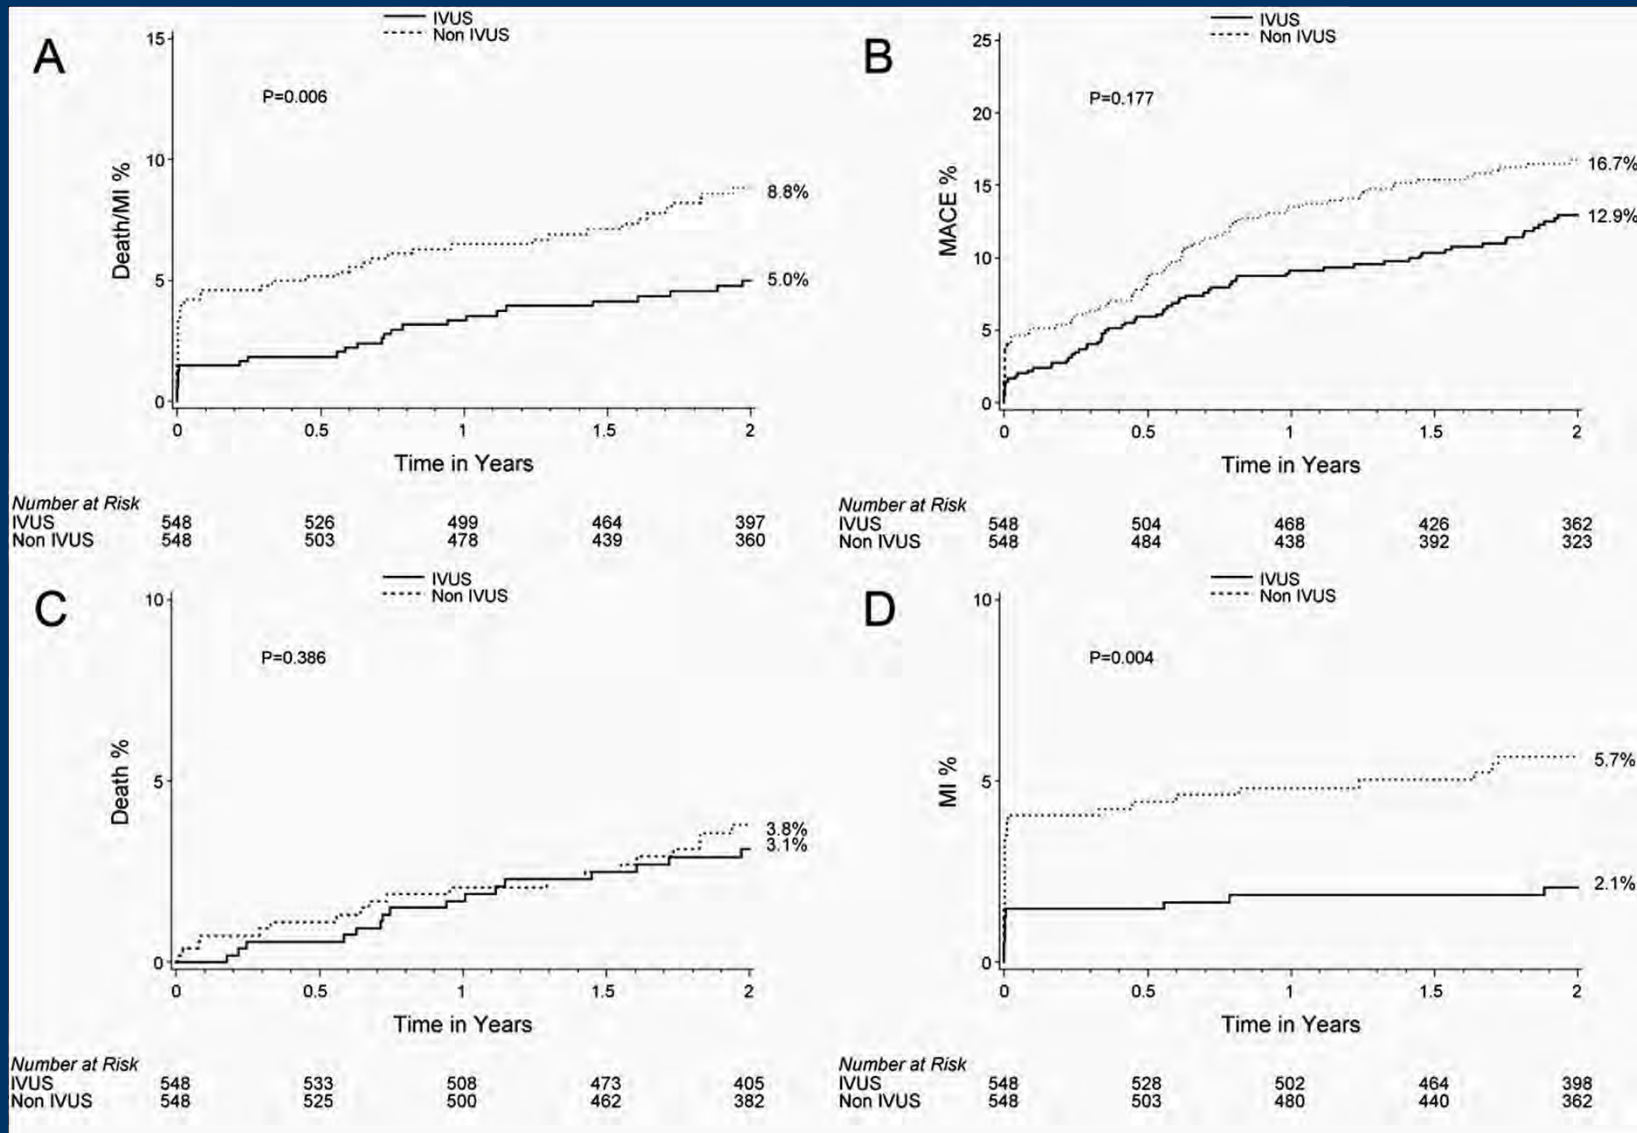 A
IVUS
Non IVUS
15
10
5
0
Death/MI %
P=0.006
8.8%
5.0%
0 0.5 1 1.5 2
Time in Years
Number at Risk
IVUS 548 526 499 464 397
Non IVUS 548 503 478 439 360
B
IVUS
Non IVUS
25
20
15
10
5
0
MACE %
P=0.177
16.7%
12.9%
0 0.5 1 1.5 2
Time in Years
Number at Risk
IVUS 548 504 468 426 362
Non IVUS 548 484 438 392 323
C
IVUS
Non IVUS
10
5
0
Death %
P=0.386
3.8%
3.1%
0 0.5 1 1.5 2
Time in Years
Number at Risk
IVUS 548 533 508 473 405
Non IVUS 548 525 500 462 382
D
IVUS
Non IVUS
10
5
0
MI %
P=0.004
5.7%
2.1%
0 0.5 1 1.5 2
Time in Years
Number at Risk
IVUS 548 528 502 464 398
Non IVUS 548 503 480 440 362